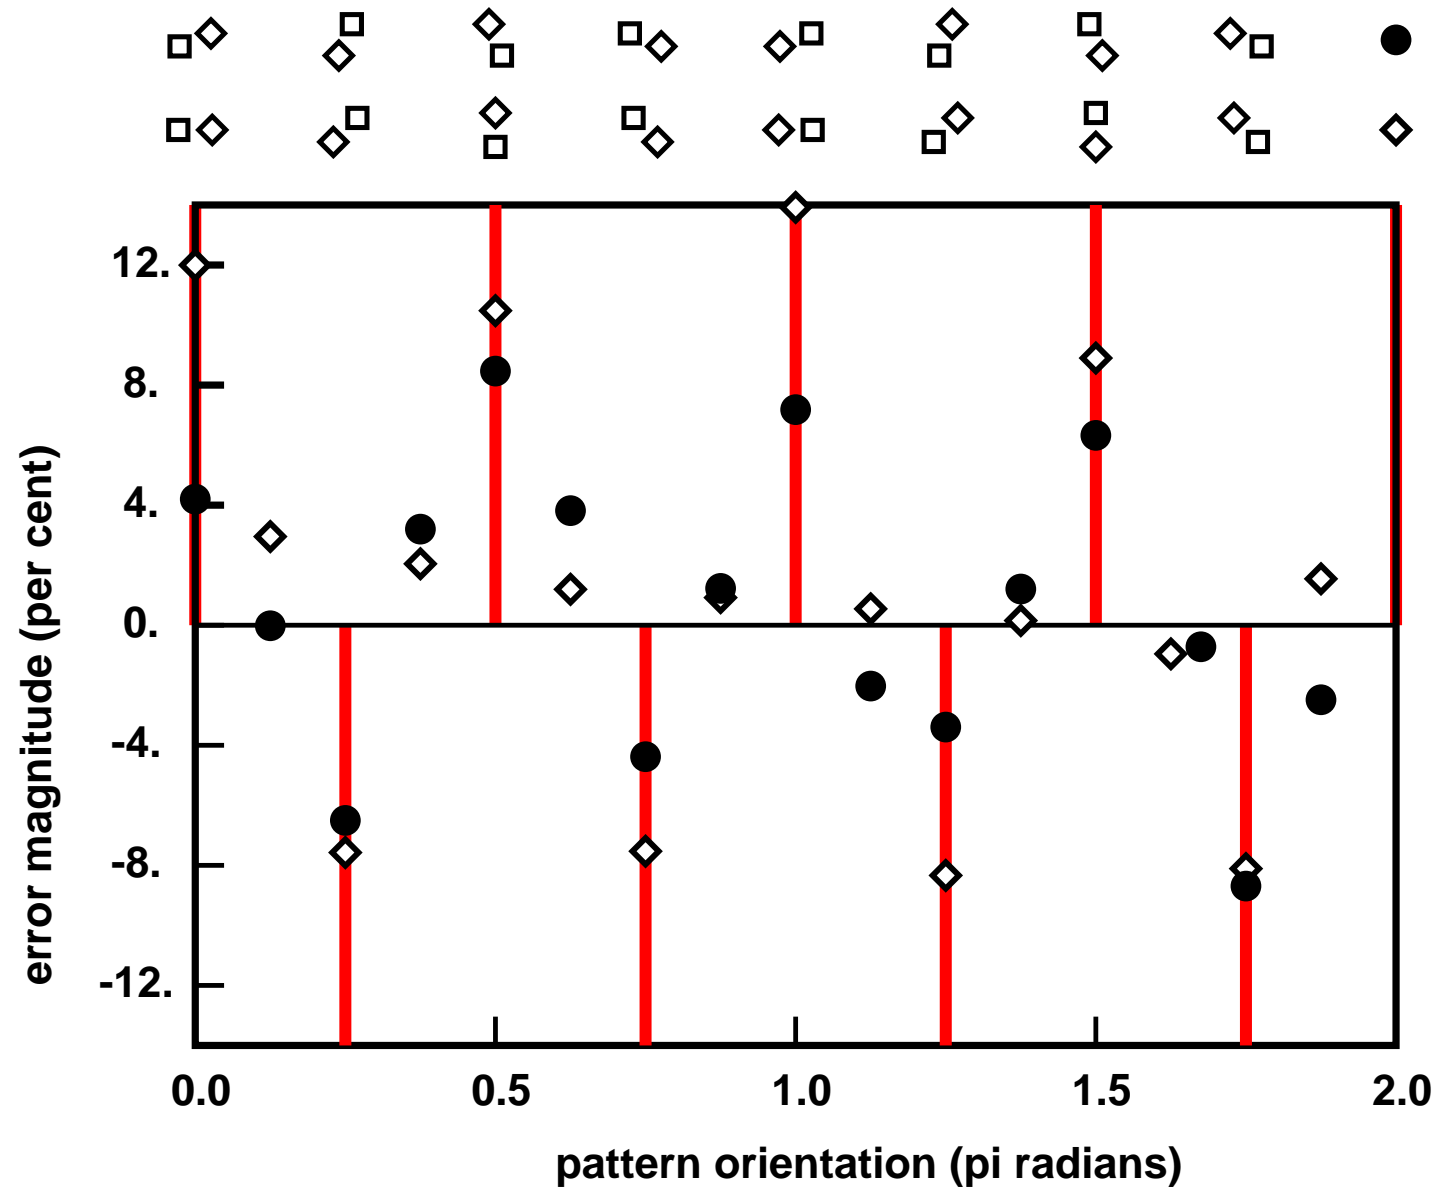 12.
8.
4.
0.
-4.
-8.
-12.
error magnitude (per cent)
0.0 0.5 1.0 1.5 2.0
pattern orientation (pi radians)